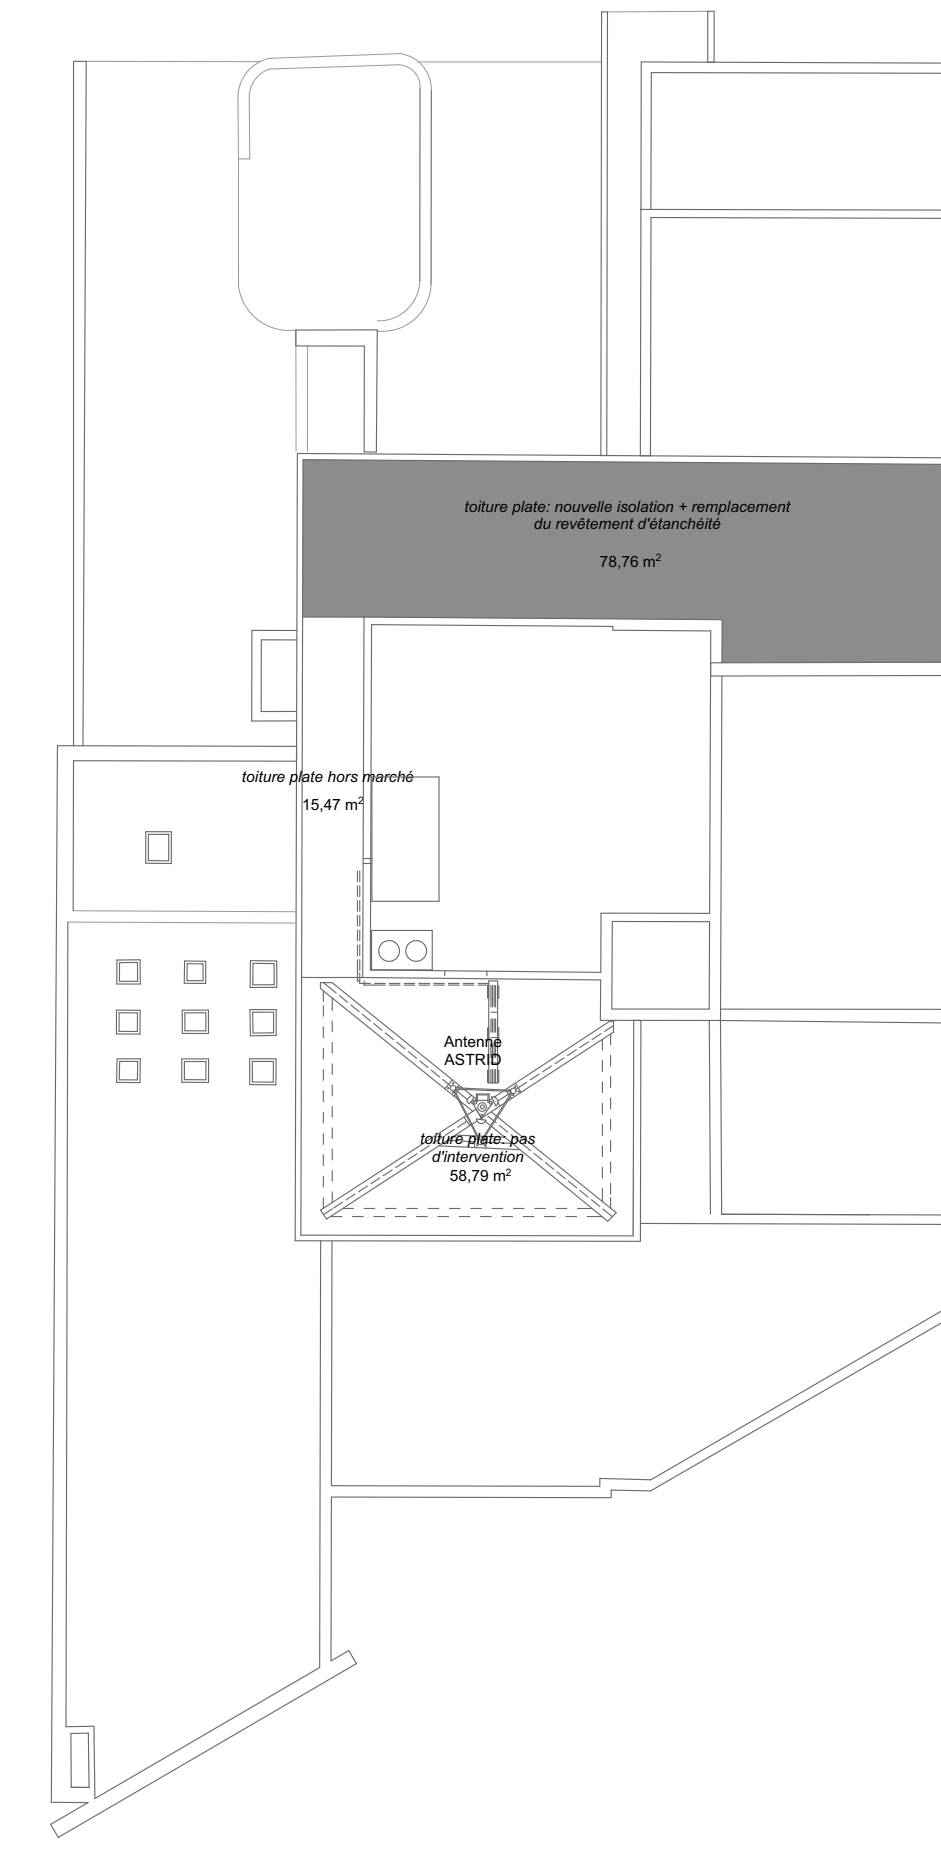 toiture plate: nouvelle isolation + remplacement
du revêtement d'étanchéité
78,76 m²
toiture plate hors marché
15,47 m²
Antenne
ASTRID
toiture plate: pas
d'intervention
58,79 m²